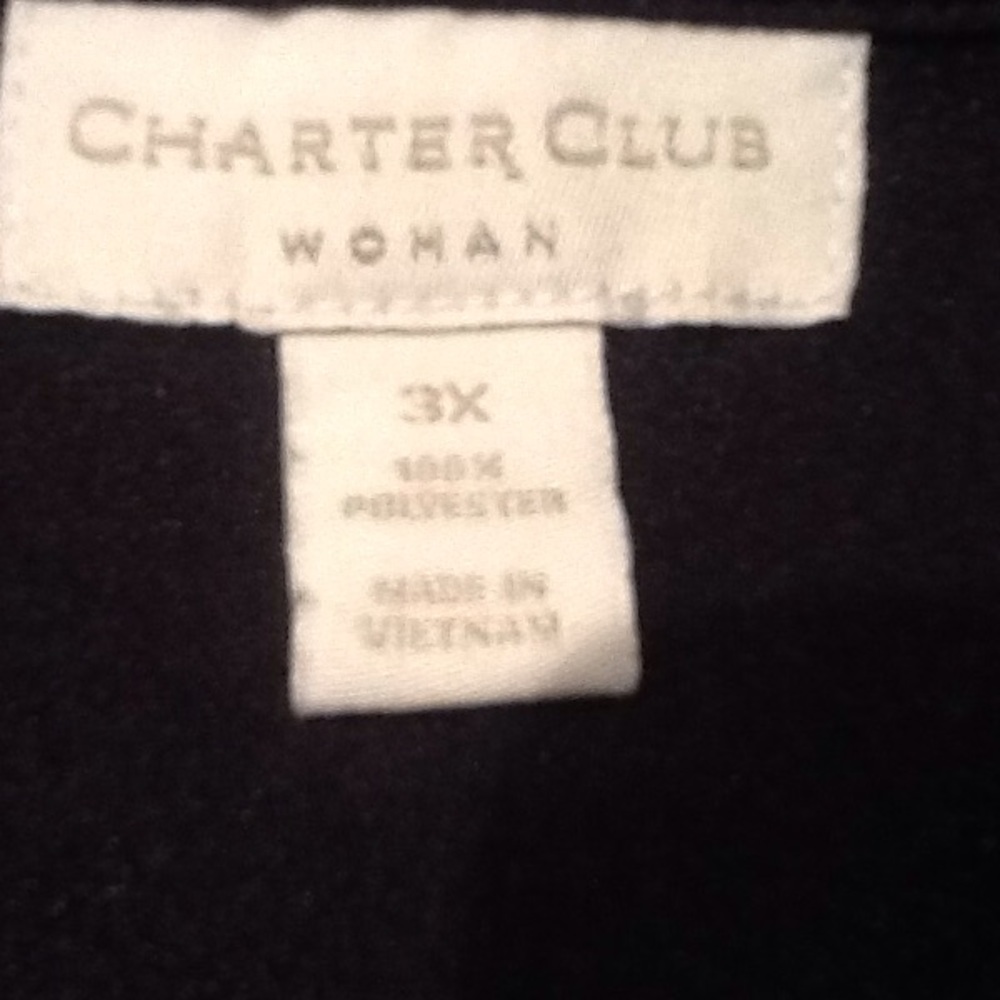 CHARTER CLUB
WOMAN
3X
100%
POLYESTER
MADE IN
VIETNAM